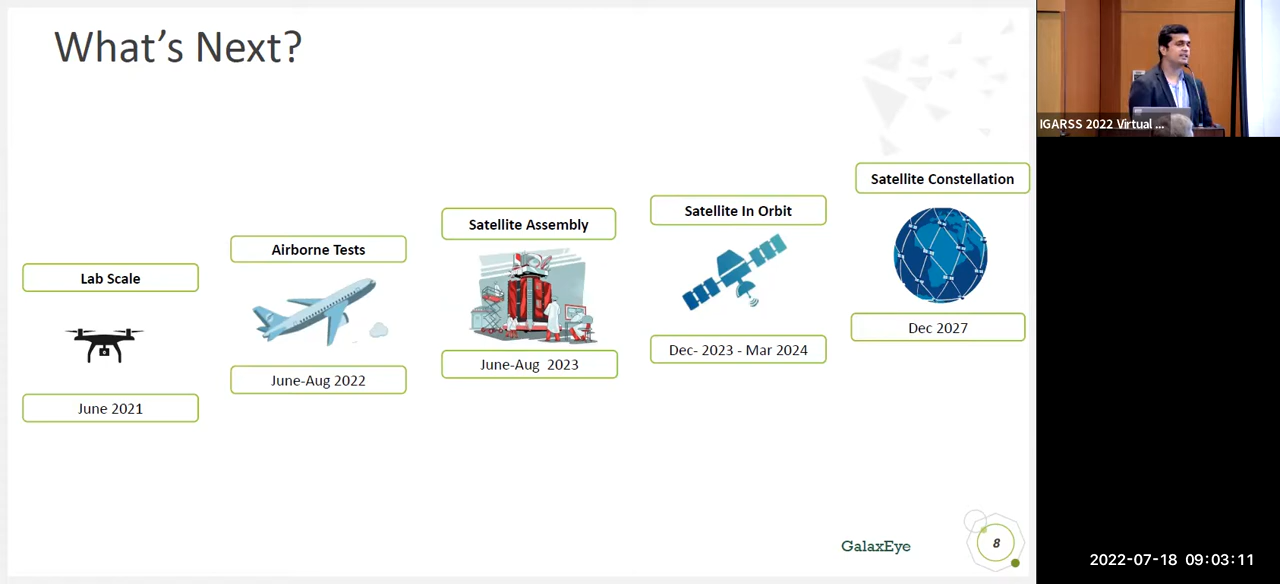 What's Next?
IGARSS 2022 Virtual ...
Satellite Constellation
Satellite In Orbit
Satellite Assembly
Airborne Tests
Lab Scale
Dec 2027
Dec- 2023 - Mar 2024
June-Aug 2023
June-Aug 2022
June 2021
GalaxEye
8
2022-07-18 09:03:11